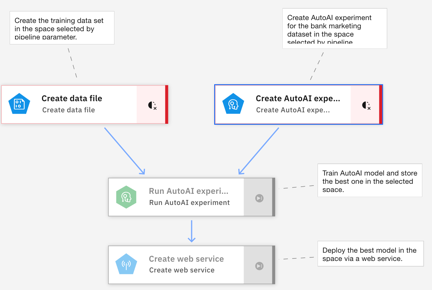 Create the training data set
in the space selected by
pipeline parameter.
Create AutoAI experiment
for the bank marketing
dataset in the space
selected by pipeline
Create data file
Create data file
Create AutoAI expe...
Create AutoAI expe...
Run AutoAI experi...
Run AutoAI experiment
Train AutoAI model and store
the best one in the selected
space.
Create web service
Create web service
Deploy the best model in the
space via a web service.